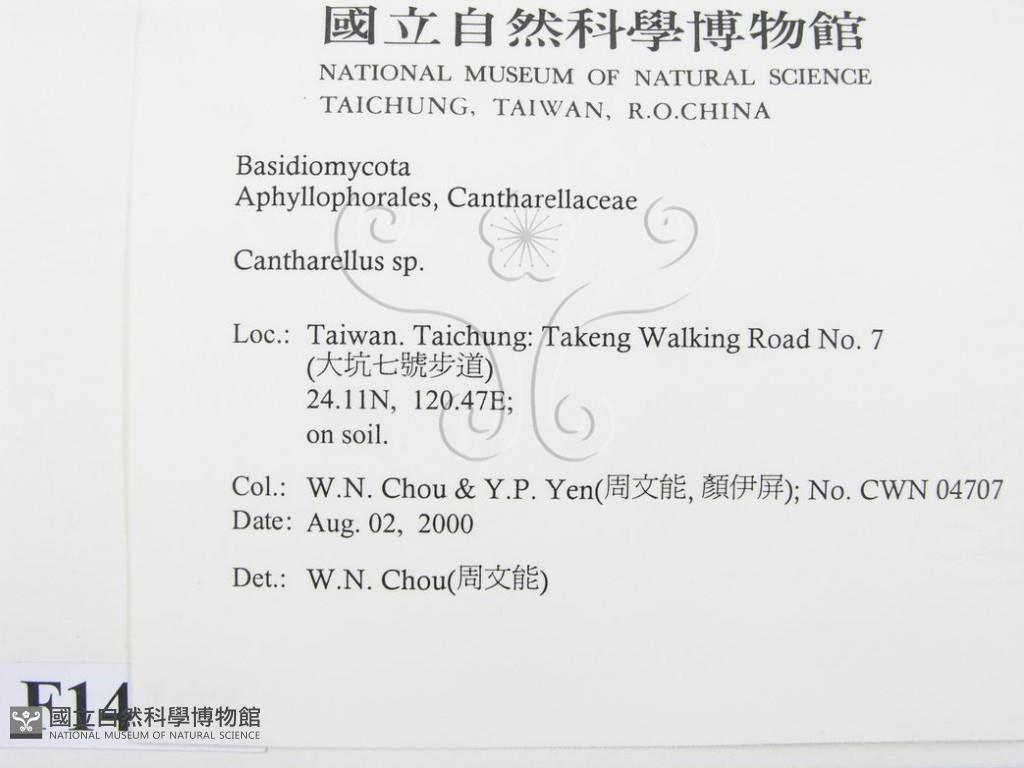 國立自然科學博物館
NATIONAL MUSEUM OF NATURAL SCIENCE
TAICHUNG, TAIWAN, R.O.CHINA
Basidiomycota
Aphyllophorales, Cantharellaceae
Cantharellus sp.
Loc.: Taiwan. Taichung: Takeng Walking Road No. 7
(大坑七號步道)
24.11N, 120.47E;
on soil.
Col.: W.N. Chou & Y.P. Yen(周文能, 顏伊屏); No. CWN 04707
Date: Aug. 02, 2000
Det.: W.N. Chou(周文能)
F14
國立自然科學博物館
NATIONAL MUSEUM OF NATURAL SCIENCE